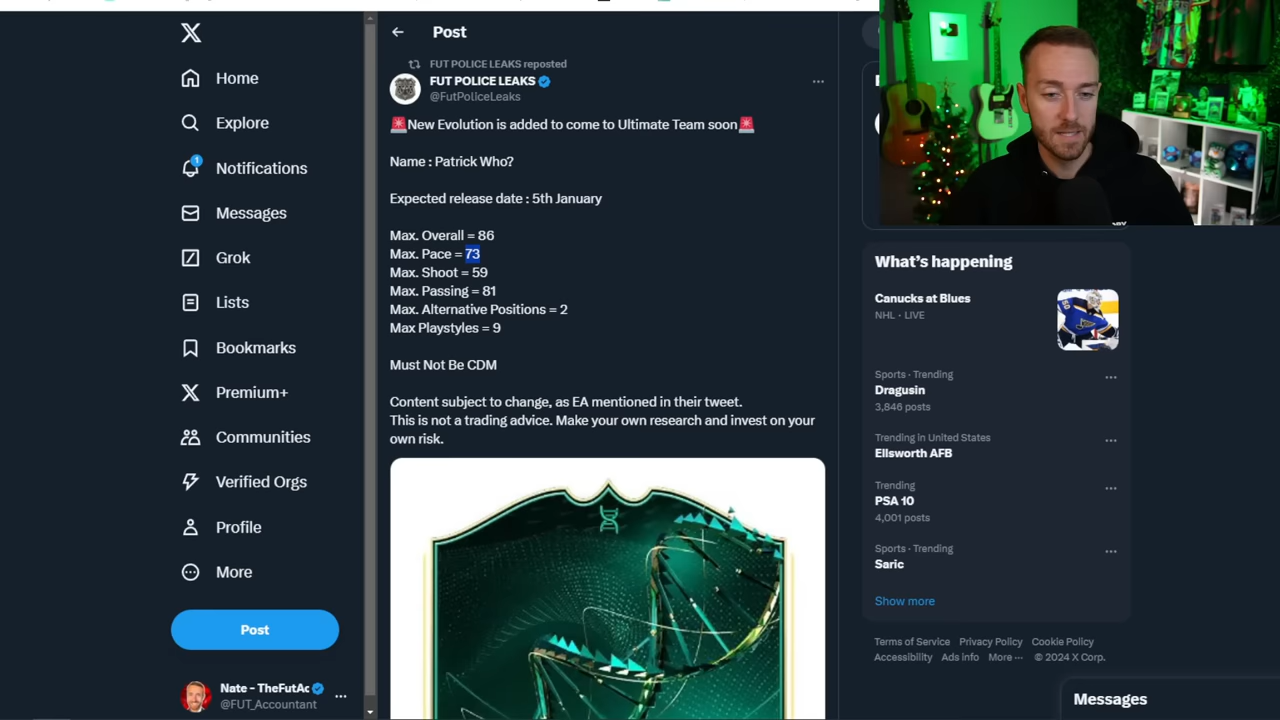 Home
Explore
1
Notifications
Messages
Grok
Lists
Bookmarks
Premium+
Communities
Verified Orgs
Profile
More
Post
Nate - TheFutAc
@FUT_Accountant
Post
FUT POLICE LEAKS reposted
FUT POLICE LEAKS
@FutPoliceLeaks
🚨New Evolution is added to come to Ultimate Team soon🚨
Name : Patrick Who?
Expected release date : 5th January
Max. Overall = 86
Max. Pace = 73
Max. Shoot = 59
Max. Passing = 81
Max. Alternative Positions = 2
Max Playstyles = 9
Must Not Be CDM
Content subject to change, as EA mentioned in their tweet.
This is not a trading advice. Make your own research and invest on your
own risk.
What's happening
Canucks at Blues
NHL · LIVE
Sports · Trending
Dragusin
3,846 posts
Trending in United States
Ellsworth AFB
Trending
PSA 10
4,001 posts
Sports · Trending
Saric
Show more
Terms of Service Privacy Policy Cookie Policy
Accessibility Ads info More ··· © 2024 X Corp.
Messages